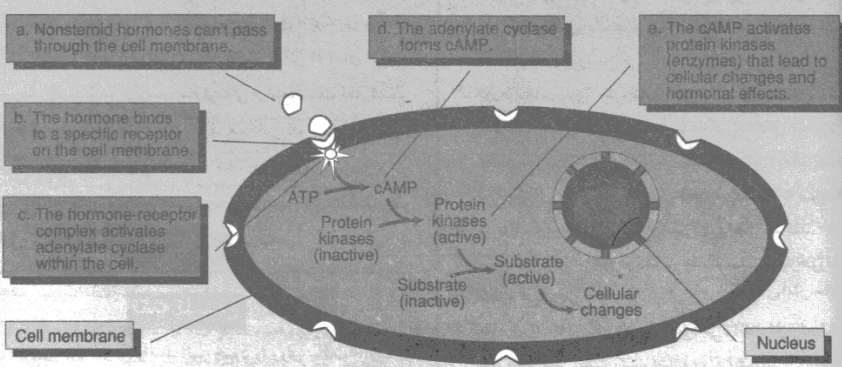 a. Nonsteroid hormones can't pass
through the cell membrane.
b. The hormone binds
to a specific receptor
on the cell membrane.
c. The hormone-receptor
complex activates
adenylate cyclase
within the cell.
d. The adenylate cyclase
forms cAMP.
e. The cAMP activates
protein kinases
(enzymes) that lead to
cellular changes and
hormonal effects.
ATP
cAMP
Protein
kinases
(inactive)
Protein
kinases
(active)
Substrate
(inactive)
Substrate
(active)
Cellular
changes
Cell membrane
Nucleus